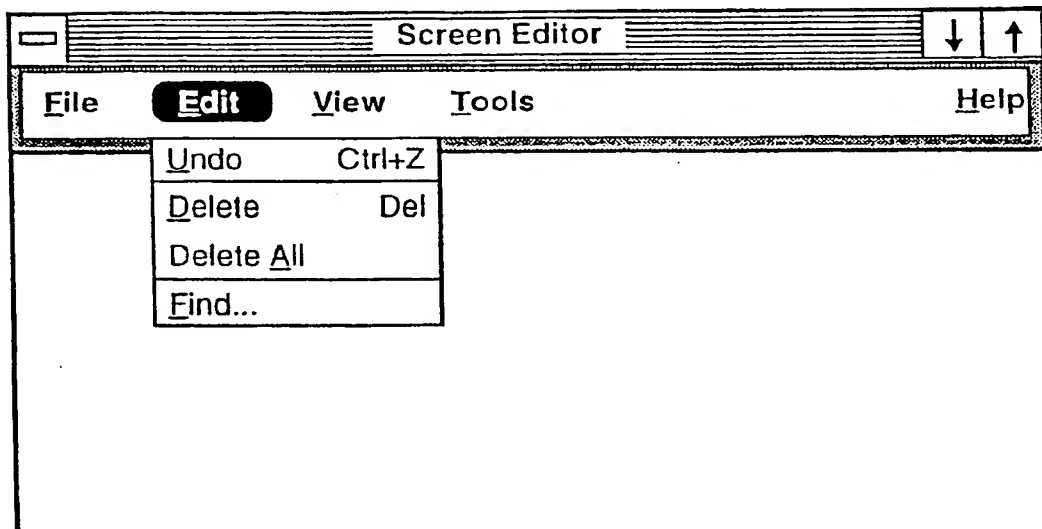 Screen Editor
File Edit View Tools Help
Undo Ctrl+Z
Delete Del
Delete All
Find...